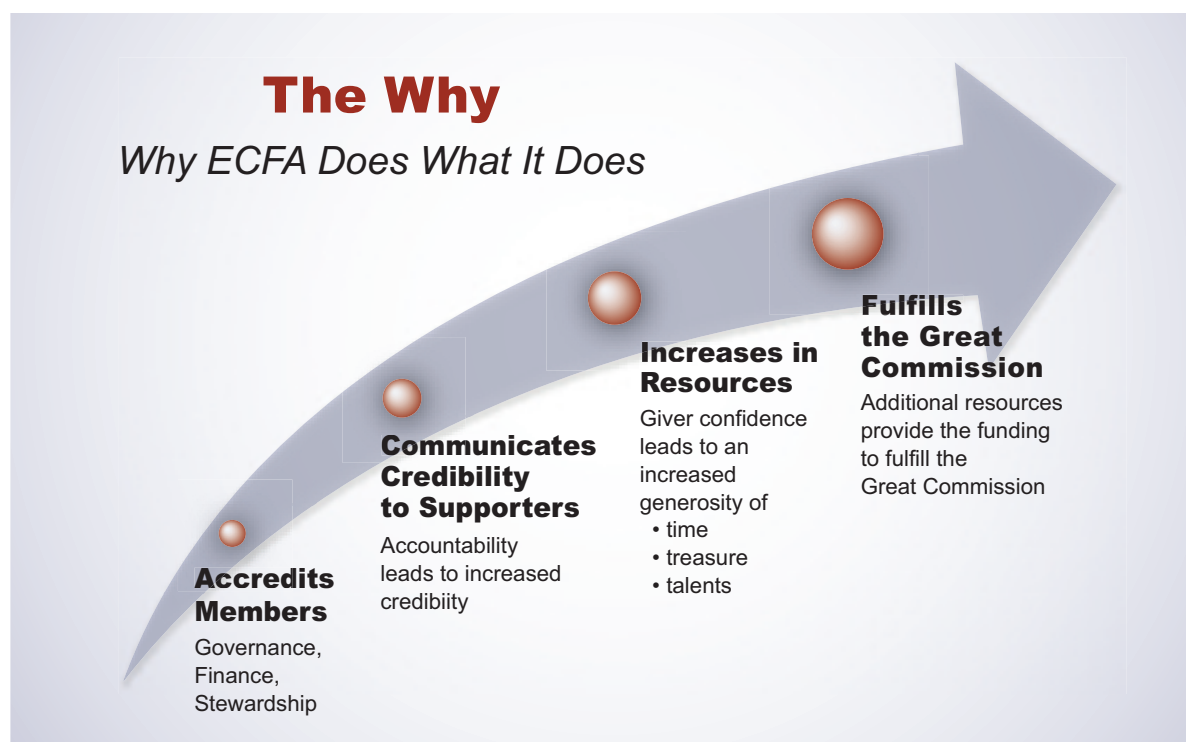 The Why
Why ECFA Does What It Does
Accredits
Members
Governance,
Finance,
Stewardship
Communicates
Credibility
to Supporters
Accountability
leads to increased
credibiity
Increases in
Resources
Giver confidence
leads to an
increased
generosity of
• time
• treasure
• talents
Fulfills
the Great
Commission
Additional resources
provide the funding
to fulfill the
Great Commission